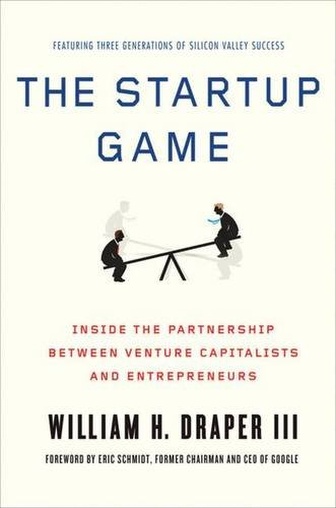 FEATURING THREE GENERATIONS OF SILICON VALLEY SUCCESS
THE STARTUP
GAME
INSIDE THE PARTNERSHIP
BETWEEN VENTURE CAPITALISTS
AND ENTREPRENEURS
WILLIAM H. DRAPER III
FOREWORD BY ERIC SCHMIDT, FORMER CHAIRMAN AND CEO OF GOOGLE